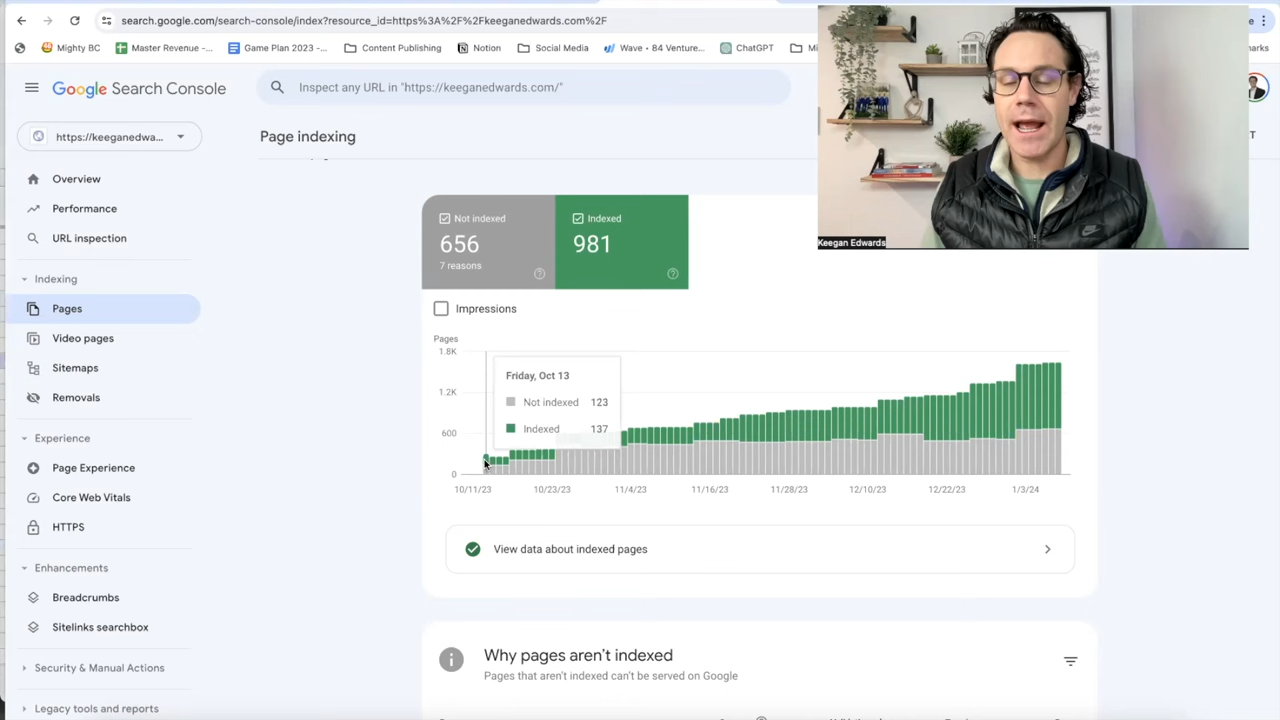 search.google.com/search-console/index?resource_id=https%3A%2F%2Fkeeganedwards.com%2F
Mighty BC
Master Revenue -...
Game Plan 2023 -...
Content Publishing
Notion
Social Media
Wave • 84 Venture...
ChatGPT
Google Search Console
Inspect any URL in "https://keeganedwards.com/"
https://keeganedwa...
Page indexing
Overview
Performance
URL inspection
Indexing
Pages
Video pages
Sitemaps
Removals
Experience
Page Experience
Core Web Vitals
HTTPS
Enhancements
Breadcrumbs
Sitelinks searchbox
Security & Manual Actions
Legacy tools and reports
Keegan Edwards
Not indexed
656
7 reasons
Indexed
981
Impressions
Pages
1.8K
1.2K
600
0
Friday, Oct 13
Not indexed 123
Indexed 137
10/11/23 10/23/23 11/4/23 11/16/23 11/28/23 12/10/23 12/22/23 1/3/24
View data about indexed pages
Why pages aren't indexed
Pages that aren't indexed can't be served on Google